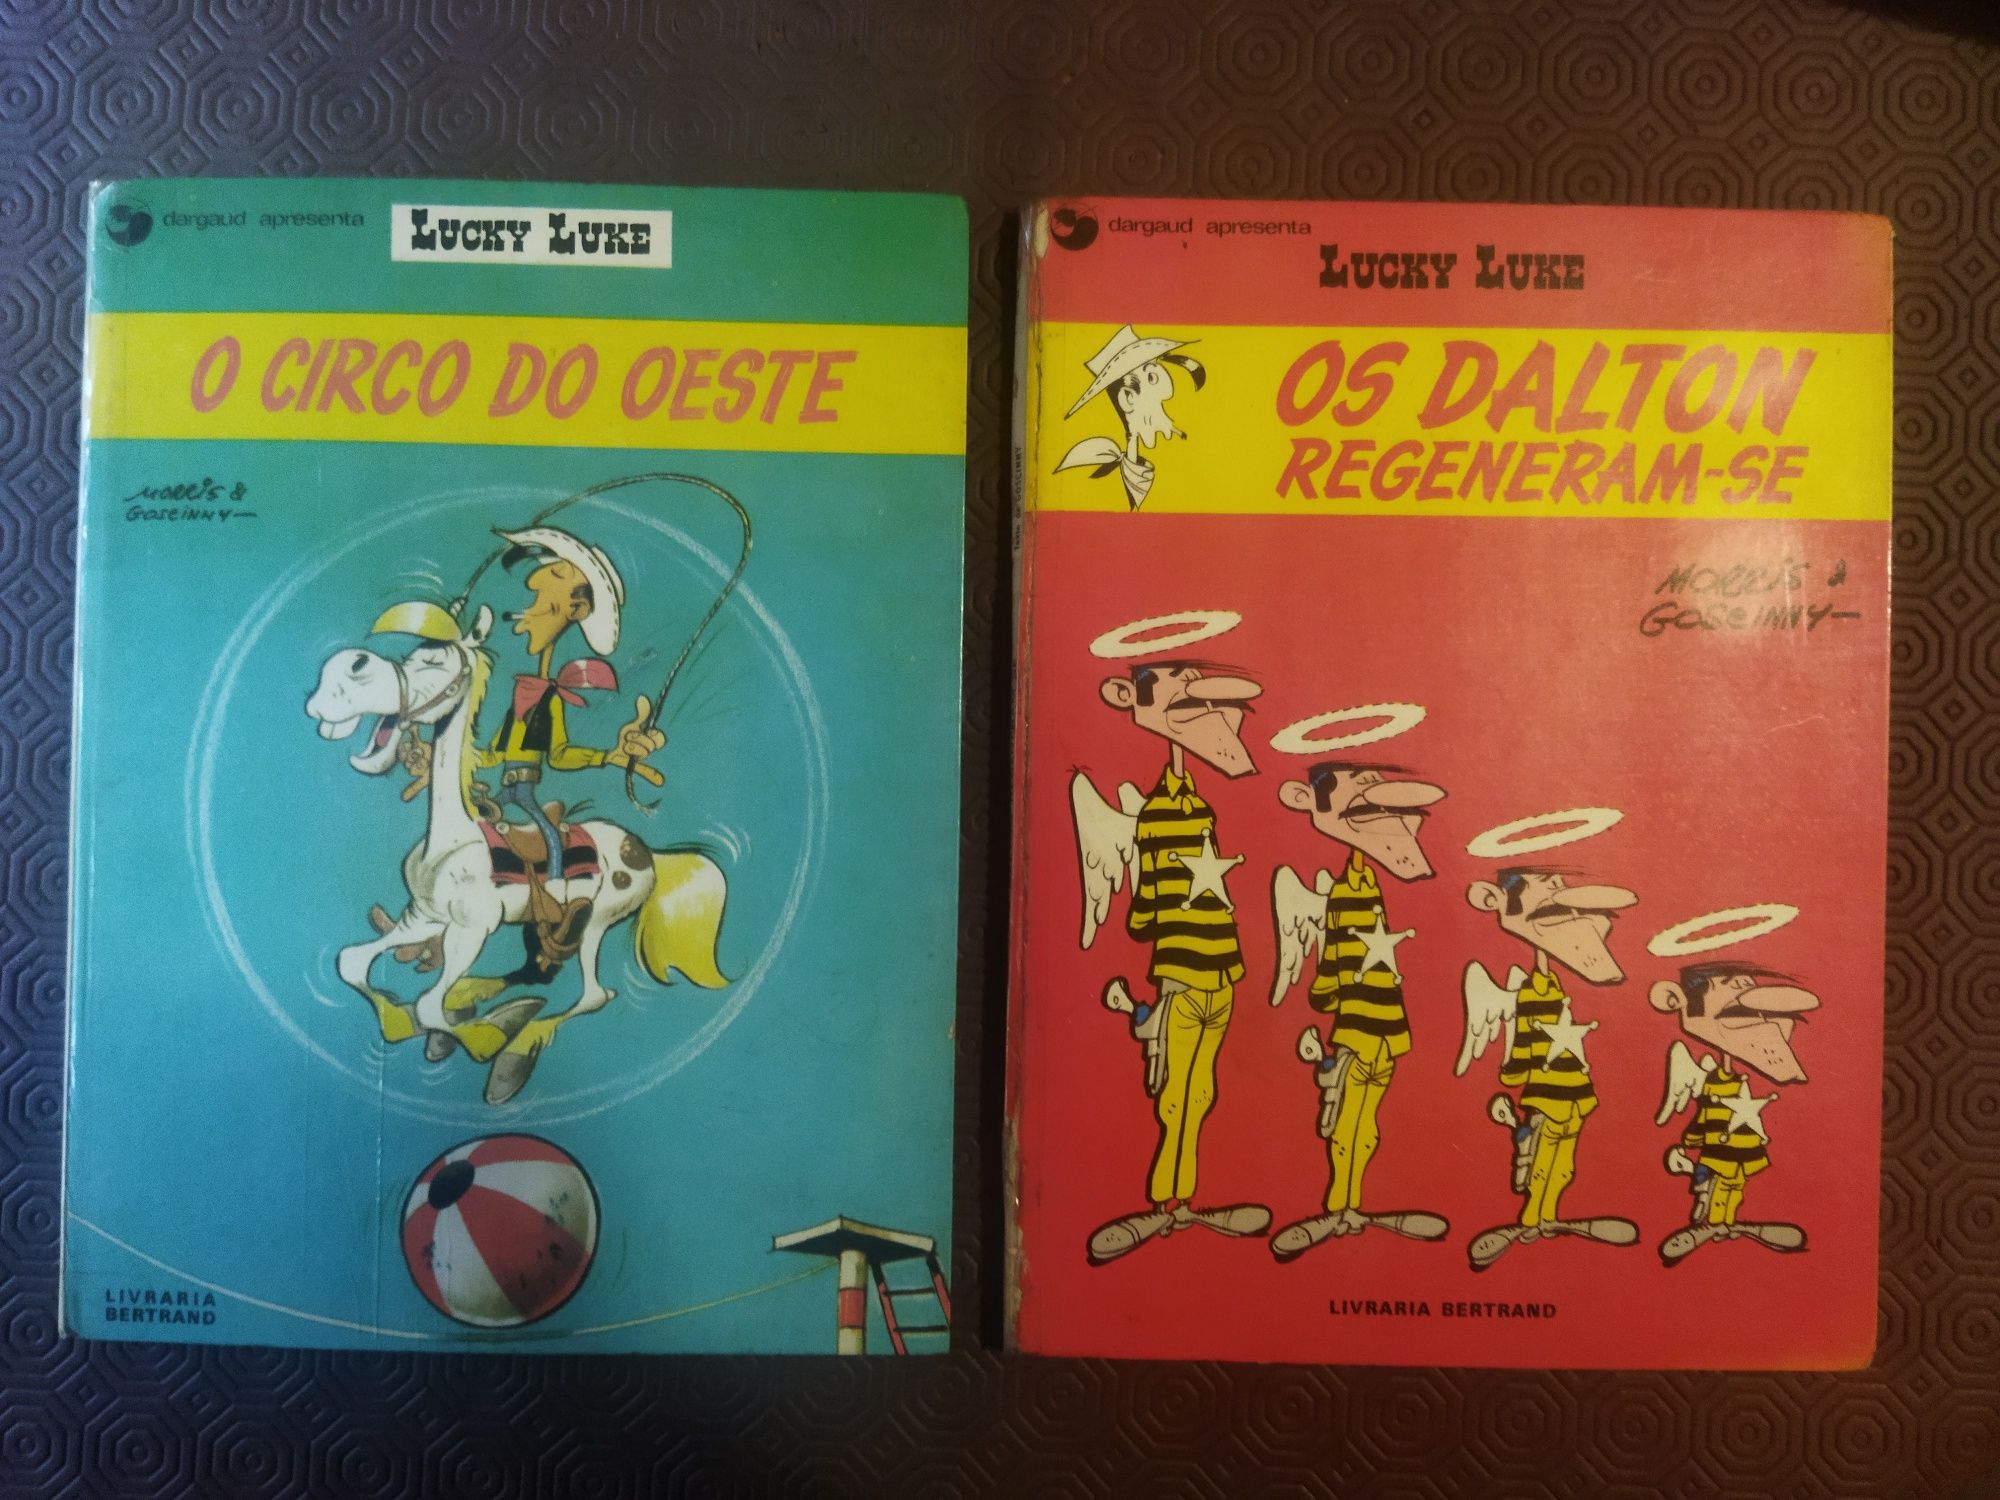 dargaud apresenta
LUCKY LUKE
O CIRCO DO OESTE
MORRIS &
GOSCINNY
LIVRARIA
BERTRAND
dargaud apresenta
LUCKY LUKE
OS DALTON
REGENERAM-SE
MORRIS &
GOSCINNY
LIVRARIA BERTRAND
GOSCINNY